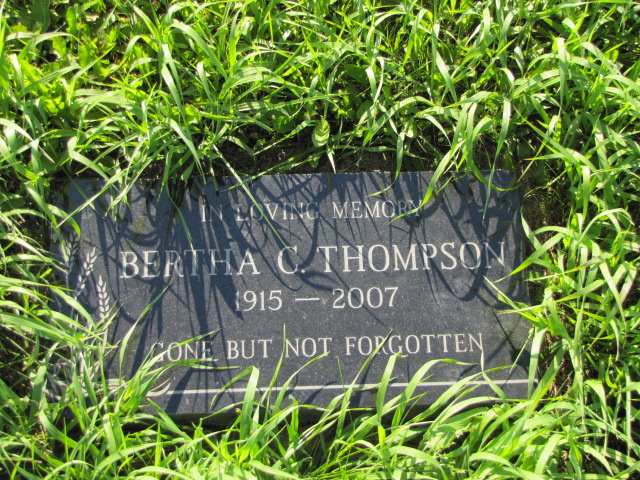 IN LOVING MEMORY
BERTHA C. THOMPSON
1915 — 2007
GONE BUT NOT FORGOTTEN